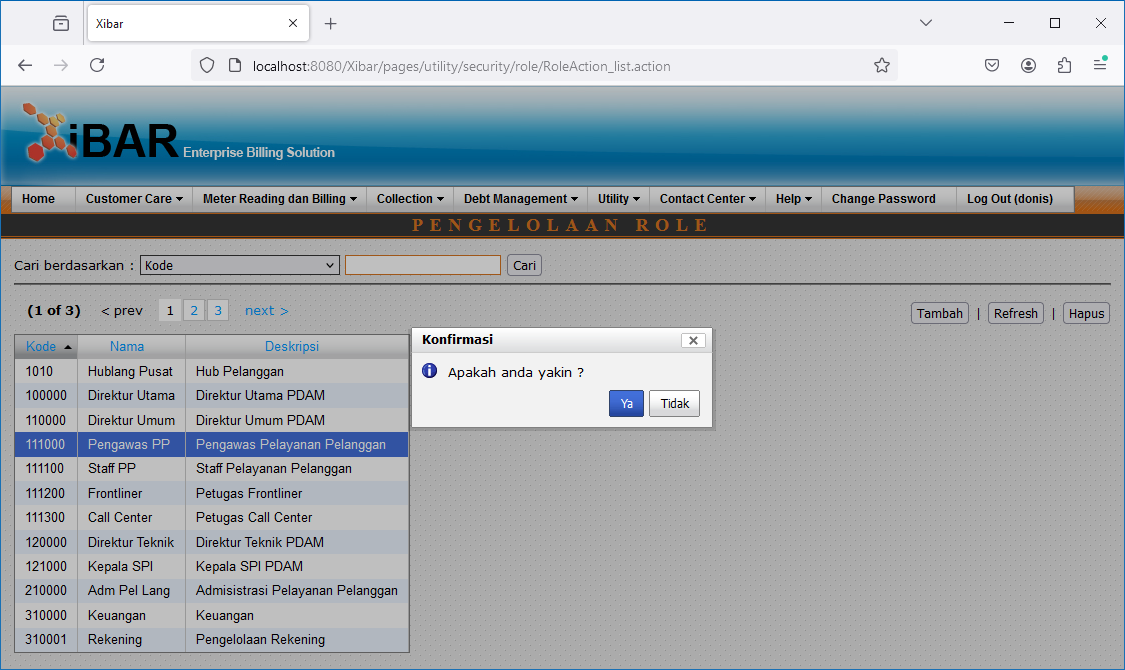 Xibar
localhost:8080/Xibar/pages/utility/security/role/RoleAction_list.action
iBAR Enterprise Billing Solution
Home Customer Care Meter Reading dan Billing Collection Debt Management Utility Contact Center Help Change Password Log Out (donis)
PENGELOLAAN ROLE
Cari berdasarkan : Kode Cari
(1 of 3) < prev 1 2 3 next > Tambah | Refresh | Hapus
Kode Nama Deskripsi
1010 Hublang Pusat Hub Pelanggan
100000 Direktur Utama Direktur Utama PDAM
110000 Direktur Umum Direktur Umum PDAM
111000 Pengawas PP Pengawas Pelayanan Pelanggan
111100 Staff PP Staff Pelayanan Pelanggan
111200 Frontliner Petugas Frontliner
111300 Call Center Petugas Call Center
120000 Direktur Teknik Direktur Teknik PDAM
121000 Kepala SPI Kepala SPI PDAM
210000 Adm Pel Lang Admisistrasi Pelayanan Pelanggan
310000 Keuangan Keuangan
310001 Rekening Pengelolaan Rekening
Konfirmasi
Apakah anda yakin ?
Ya Tidak